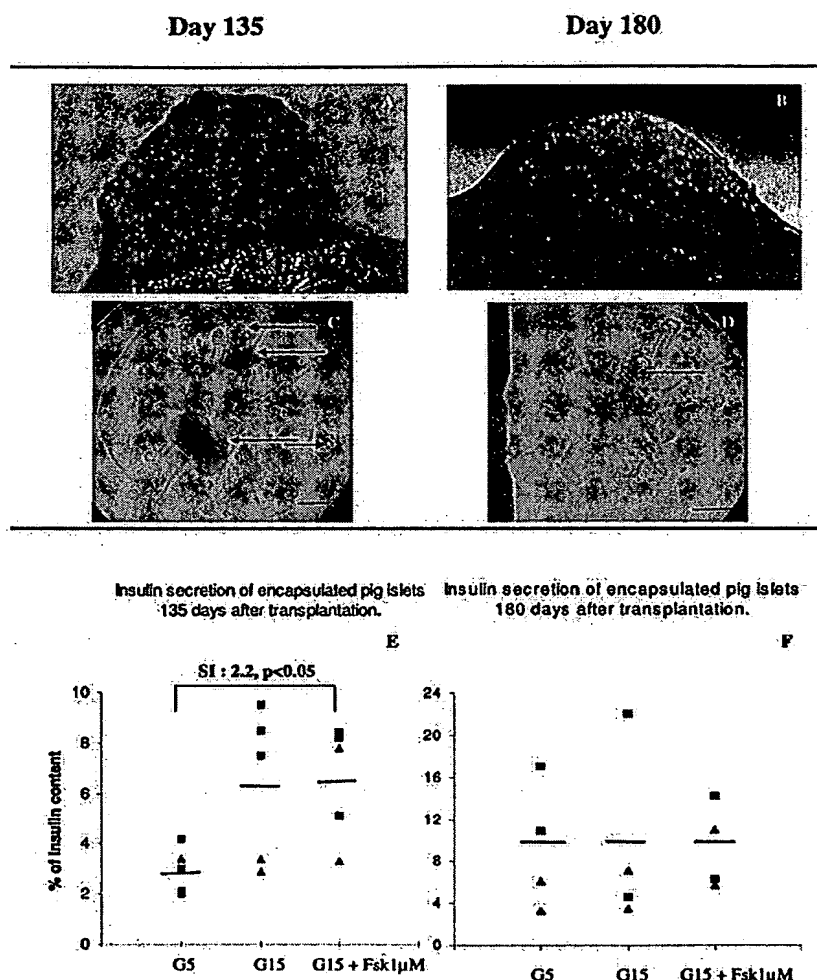 Day 135
Day 180
A
B
C
D
Insulin secretion of encapsulated pig islets
135 days after transplantation.
Insulin secretion of encapsulated pig islets
180 days after transplantation.
E
F
SI : 2.2, p<0.05
% of Insulin content
10
8
6
4
2
0
24
20
16
12
8
4
0
G5
G15
G15 + Fsk1µM
G5
G15
G15 + Fsk1µM